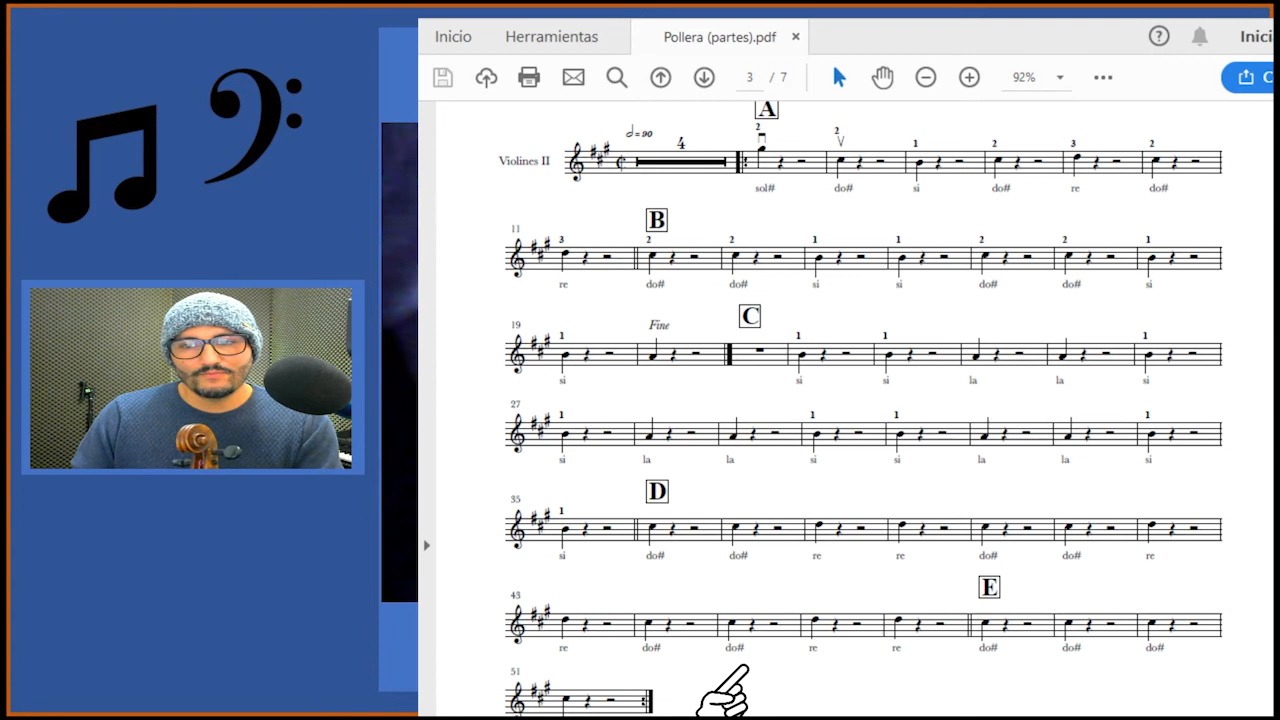 Inicio Herramientas Pollera (partes).pdf × ? Inici
3 / 7 92% C
A
𝅗𝅥 = 90 4 2 2 1 2 3 2
Violines II
sol# do# si do# re do#
11 B
3 2 2 1 1 2 2 1
re do# do# si si do# do# si
19 Fine C
1 1 1 1
si si si la la si
27
1 1 1 1
si la la si si la la si
35 D
1
si do# do# re re do# do# re
43 E
re do# do# re re do# do# do#
51